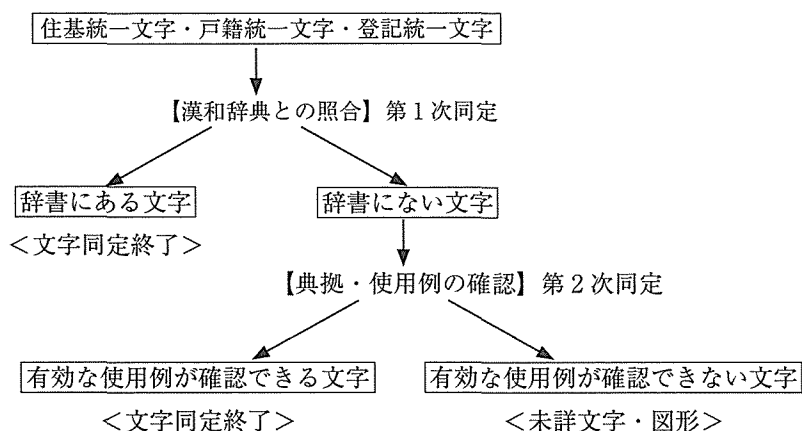 住基統一文字・戸籍統一文字・登記統一文字
【漢和辞典との照合】第1次同定
辞書にある文字 辞書にない文字
＜文字同定終了＞
【典拠・使用例の確認】第2次同定
有効な使用例が確認できる文字 有効な使用例が確認できない文字
＜文字同定終了＞ ＜未詳文字・図形＞